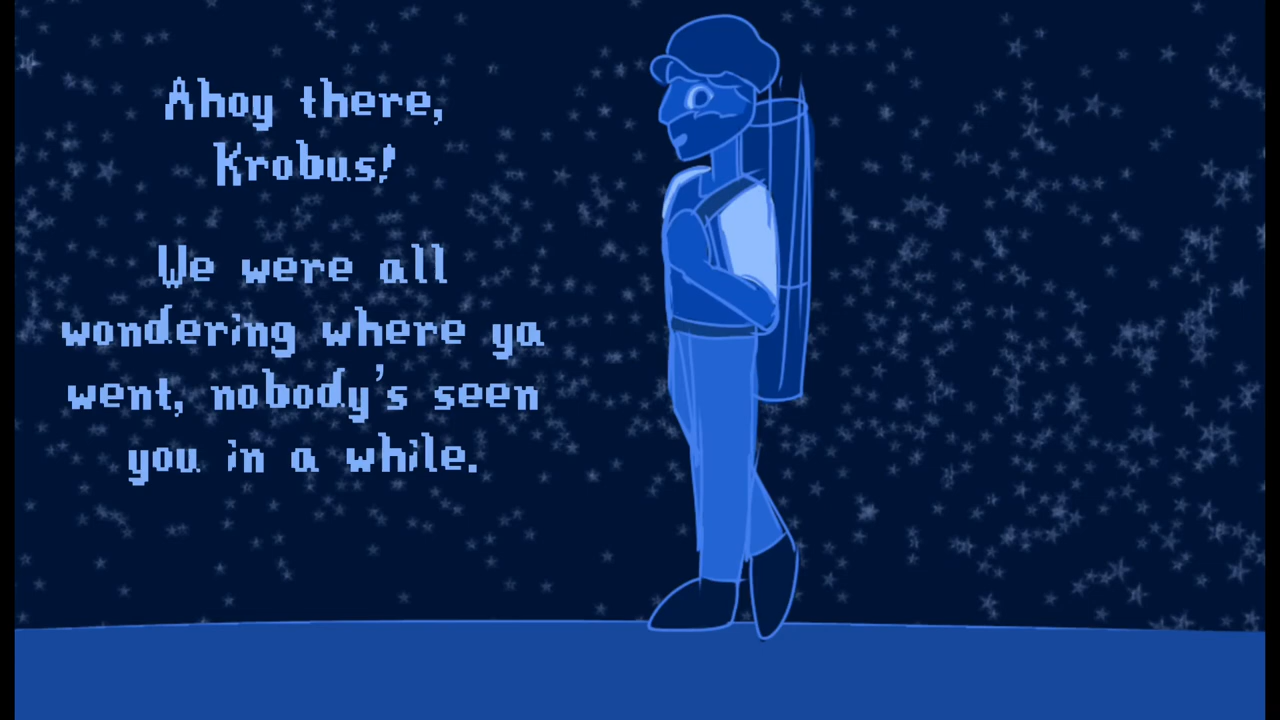 Ahoy there,
Krobus!
We were all
wondering where ya
went, nobody's seen
you in a while.